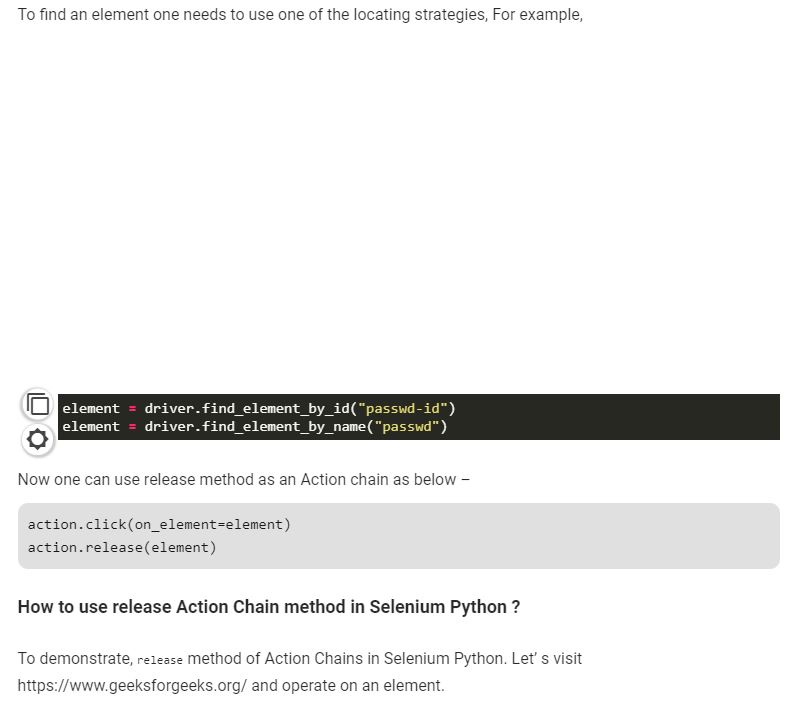 To find an element one needs to use one of the locating strategies, For example,
element = driver.find_element_by_id("passwd-id")
element = driver.find_element_by_name("passwd")
Now one can use release method as an Action chain as below –
action.click(on_element=element)
action.release(element)
How to use release Action Chain method in Selenium Python ?
To demonstrate, release method of Action Chains in Selenium Python. Let’ s visit
https://www.geeksforgeeks.org/ and operate on an element.